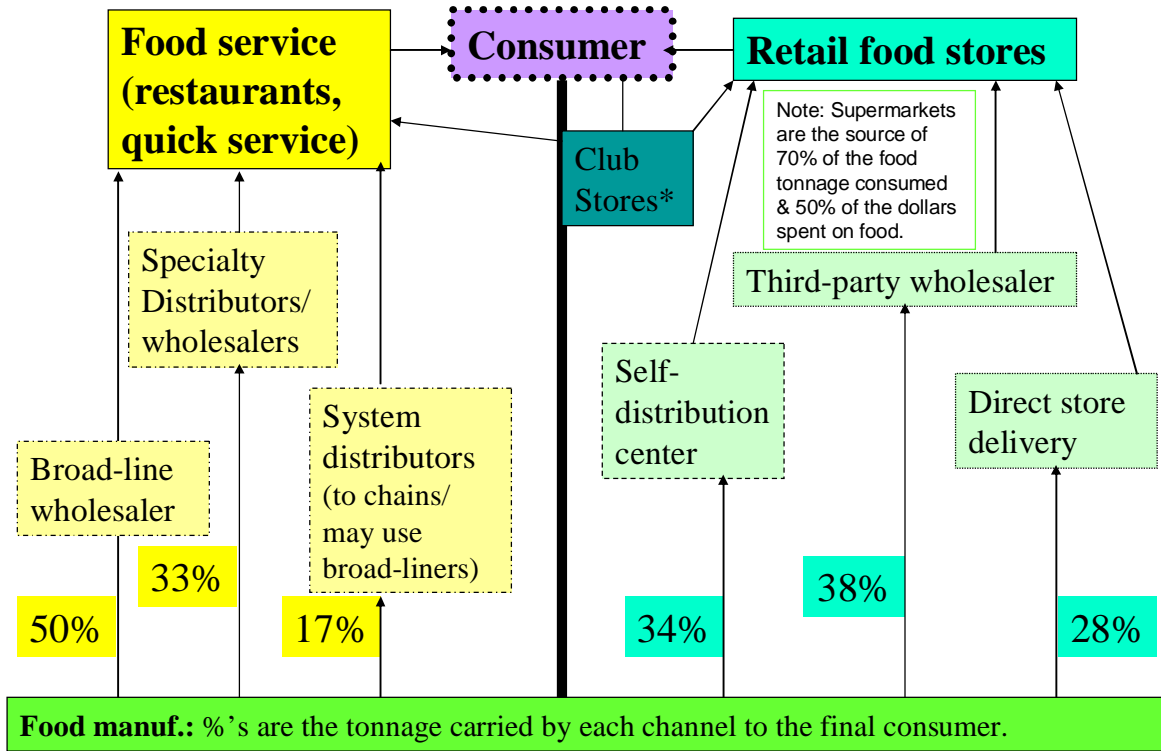 Food service
(restaurants,
quick service)
Consumer
Retail food stores
Note: Supermarkets
are the source of
70% of the food
tonnage consumed
& 50% of the dollars
spent on food.
Club
Stores*
Specialty
Distributors/
wholesalers
Third-party wholesaler
Self-
distribution
center
Direct store
delivery
System
distributors
(to chains/
may use
broad-liners)
Broad-line
wholesaler
50%
33%
17%
34%
38%
28%
Food manuf.: %'s are the tonnage carried by each channel to the final consumer.